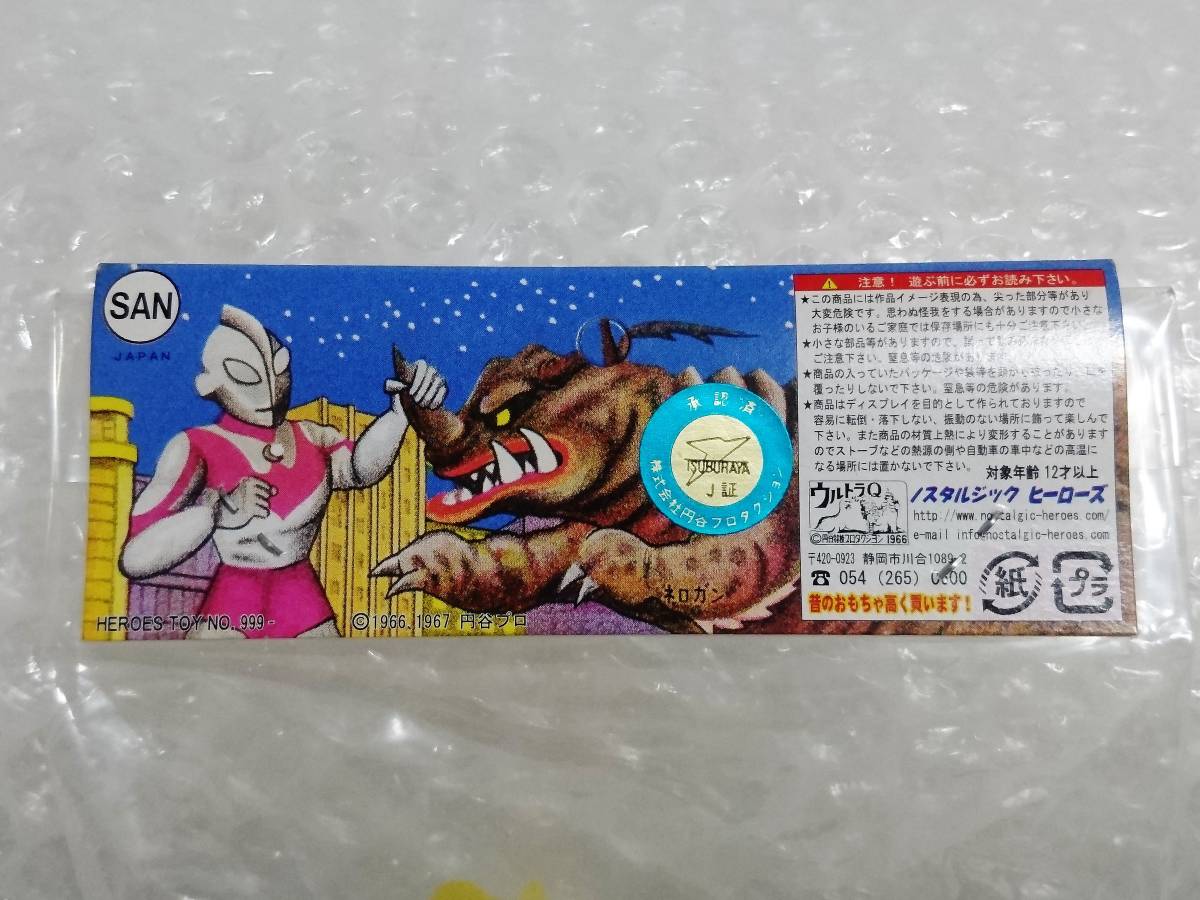 SAN
JAPAN
HEROES TOY NO. 999-
©1966.1967 円谷プロ
ネロガン
承認済
TSUBURAYA
J証
株式会社円谷プロダクション
注意! 遊ぶ前に必ずお読み下さい。
★この商品には作品イメージ表現の為、尖った部分等があり
大変危険です。思わぬ怪我をする場合がありますので小さな
お子様のいるご家庭では保存場所にも十分ご注意下さい。
★小さな部品等がありますので、
ご注意下さい。窒息等の危険があります。
★商品の入っていたパッケージや袋等を頭から被ったり、
覆ったりしないで下さい。窒息等の危険があります。
★商品はディスプレイを目的として作られておりますので
容易に転倒・落下しない、振動のない場所に飾って楽しんで
下さい。また商品の材質上熱により変形することがあります
のでストーブなどの熱源の側や自動車の車中などの高温に
なる場所には置かないで下さい。 対象年齢 12才以上
ウルトラQ
©円谷特技プロダクション 1966
ノスタルジック ヒーローズ
http://www.nostalgic-heroes.com/
e-mail info@nostalgic-heroes.com
〒420-0923 静岡市川合1089-2
☎ 054 (265) 0600
昔のおもちゃ高く買います!
紙
プラ